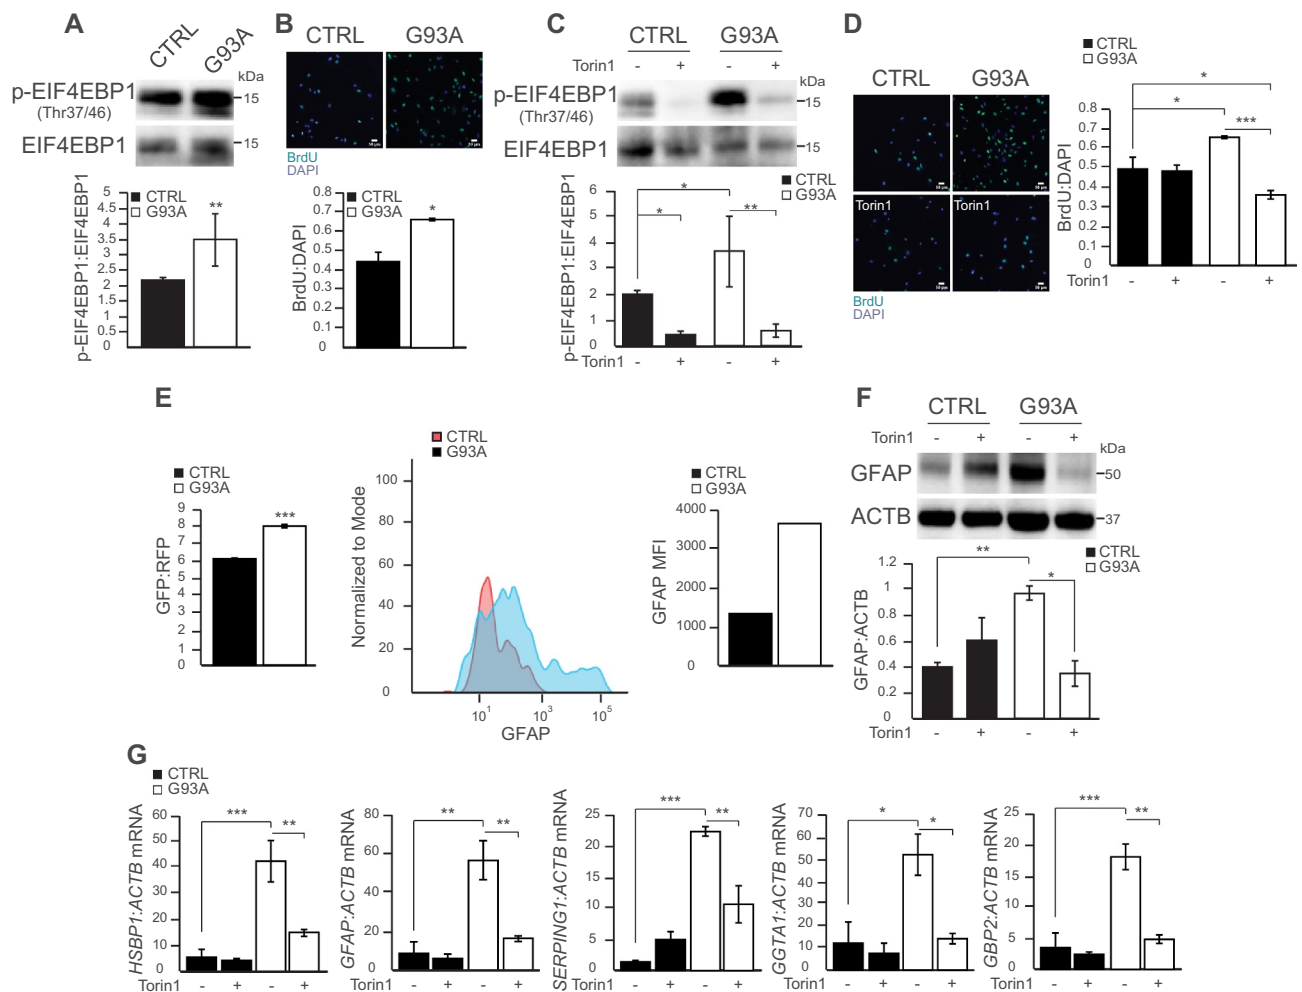 A
CTRL
G93A
kDa
p-EIF4EBP1
(Thr37/46)
15
EIF4EBP1
15
CTRL
G93A
p-EIF4EBP1:EIF4EBP1
5
4.5
4
3.5
3
2.5
2
1.5
1
0.5
0
**
B
CTRL
G93A
BrdU
DAPI
CTRL
G93A
BrdU:DAPI
0.8
0.7
0.6
0.5
0.4
0.3
0.2
0.1
0
*
C
CTRL
G93A
Torin1
- + - +
kDa
p-EIF4EBP1
(Thr37/46)
15
EIF4EBP1
15
CTRL
G93A
p-EIF4EBP1:EIF4EBP1
6
5
4
3
2
1
0
*
*
**
Torin1
- + - +
D
CTRL
G93A
Torin1
Torin1
BrdU
DAPI
CTRL
G93A
BrdU:DAPI
0.8
0.7
0.6
0.5
0.4
0.3
0.2
0.1
0
*
*
***
Torin1
- + - +
E
CTRL
G93A
GFP:RFP
9
8
7
6
5
4
3
2
1
0
***
CTRL
G93A
Normalized to Mode
100
80
60
40
20
0
10¹ 10³ 10⁵
GFAP
CTRL
G93A
GFAP MFI
4000
3000
2000
1000
0
F
CTRL
G93A
Torin1
- + - +
kDa
GFAP
50
ACTB
37
CTRL
G93A
GFAP:ACTB
1.2
1
0.8
0.6
0.4
0.2
0
**
*
Torin1
- + - +
G
CTRL
G93A
HSBP1:ACTB mRNA
60
50
40
30
20
10
0
***
**
Torin1 - + - +
GFAP:ACTB mRNA
80
60
40
20
0
**
**
Torin1 - + - +
SERPING1:ACTB mRNA
25
20
15
10
5
0
***
**
Torin1 - + - +
GGTA1:ACTB mRNA
70
60
50
40
30
20
10
0
*
*
Torin1 - + - +
GBP2:ACTB mRNA
25
20
15
10
5
0
***
**
Torin1 - + - +